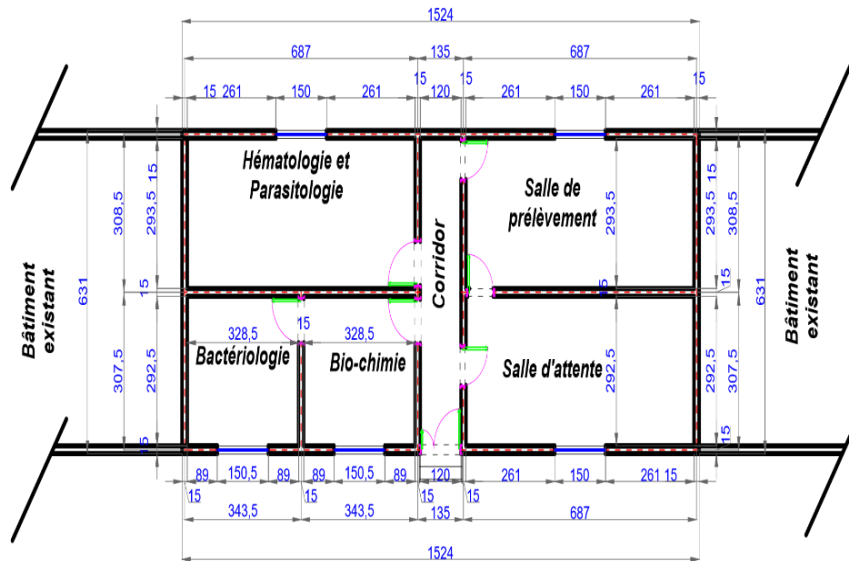 1524
687 135 687
15 261 150 261 15 120 15 261 150 261 15
Hématologie et
Parasitologie
Salle de
prélèvement
Corridor
Bâtiment
existant
Bâtiment
existant
631
308,5
293,5
15
15
307,5
292,5
15
293,5
15
292,5
293,5
15
308,5
15
292,5
307,5
631
328,5 15 328,5
Bactériologie
Bio-chimie
Salle d'attente
89 150,5 89 89 150,5 89 120 261 150 261 15
15 15 15 15
343,5 343,5 135 687
1524